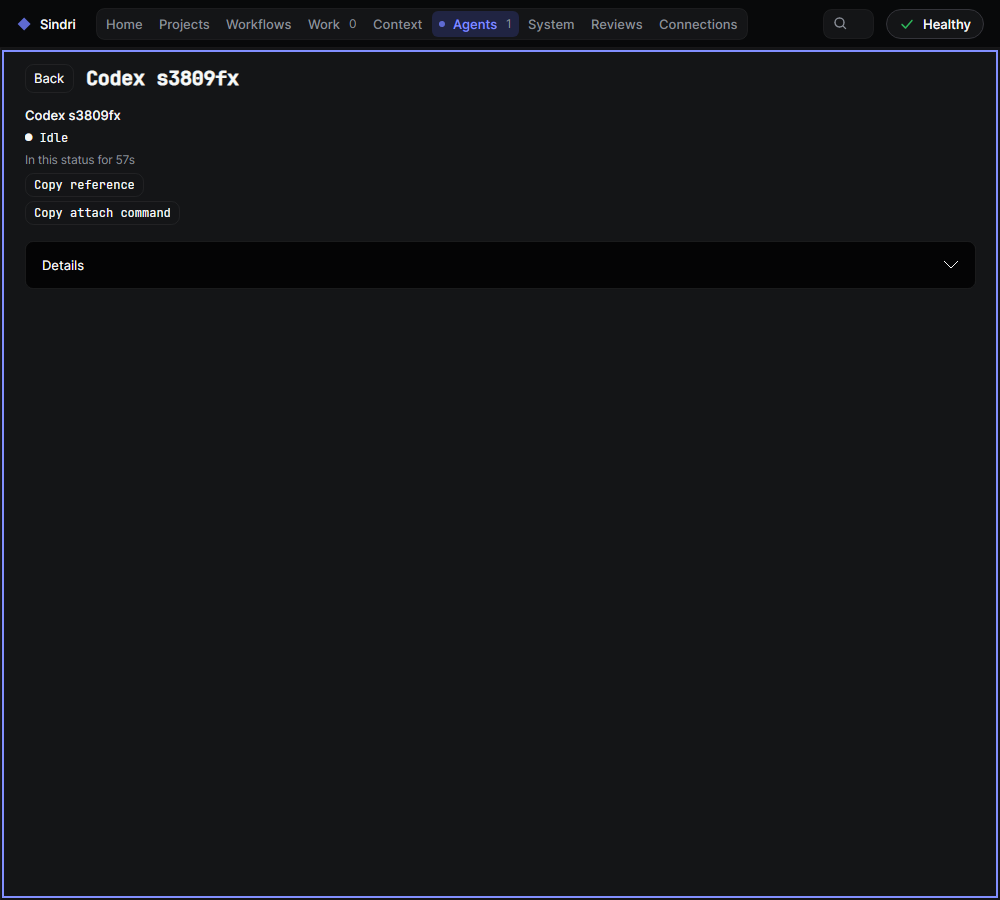 Sindri Home Projects Workflows Work 0 Context Agents 1 System Reviews Connections Healthy
Back Codex s3809fx
Codex s3809fx
Idle
In this status for 57s
Copy reference
Copy attach command
Details